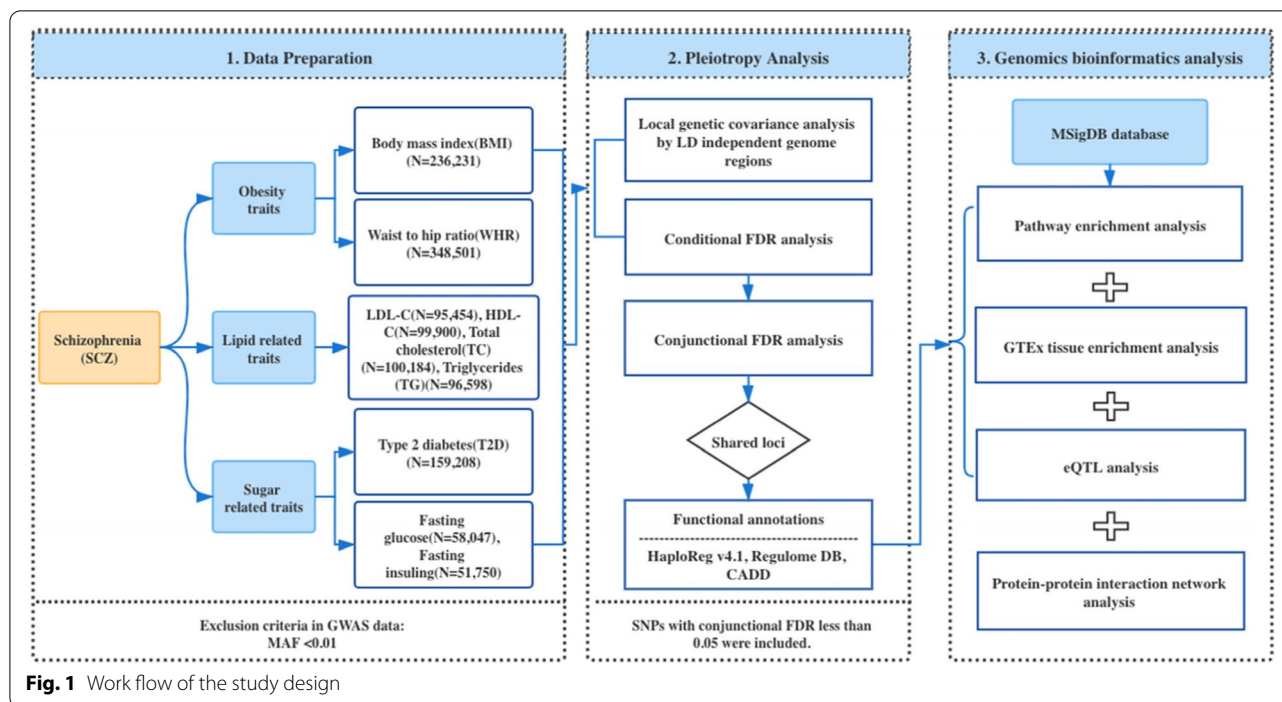 1. Data Preparation
Schizophrenia
(SCZ)
Obesity
traits
Lipid related
traits
Sugar
related traits
Body mass index(BMI)
(N=236,231)
Waist to hip ratio(WHR)
(N=348,501)
LDL-C(N=95,454), HDL-
C(N=99,900), Total
cholesterol(TC)
(N=100,184), Triglycerides
(TG)(N=96,598)
Type 2 diabetes(T2D)
(N=159,208)
Fasting
glucose(N=58,047),
Fasting
insuling(N=51,750)
Exclusion criteria in GWAS data:
MAF <0.01
2. Pleiotropy Analysis
Local genetic covariance analysis
by LD independent genome
regions
Conditional FDR analysis
Conjunctional FDR amalysis
Shared loci
Functional annotations
HaploReg v4.1, Regulome DB,
CADD
SNPs with conjunctional FDR less than
0.05 were included.
3. Genomics bioinformatics analysis
MSigDB database
Pathway enrichment analysis
GTEx tissue enrichment analysis
eQTL analysis
Protein-protein interaction network
analysis
Fig. 1 Work flow of the study design